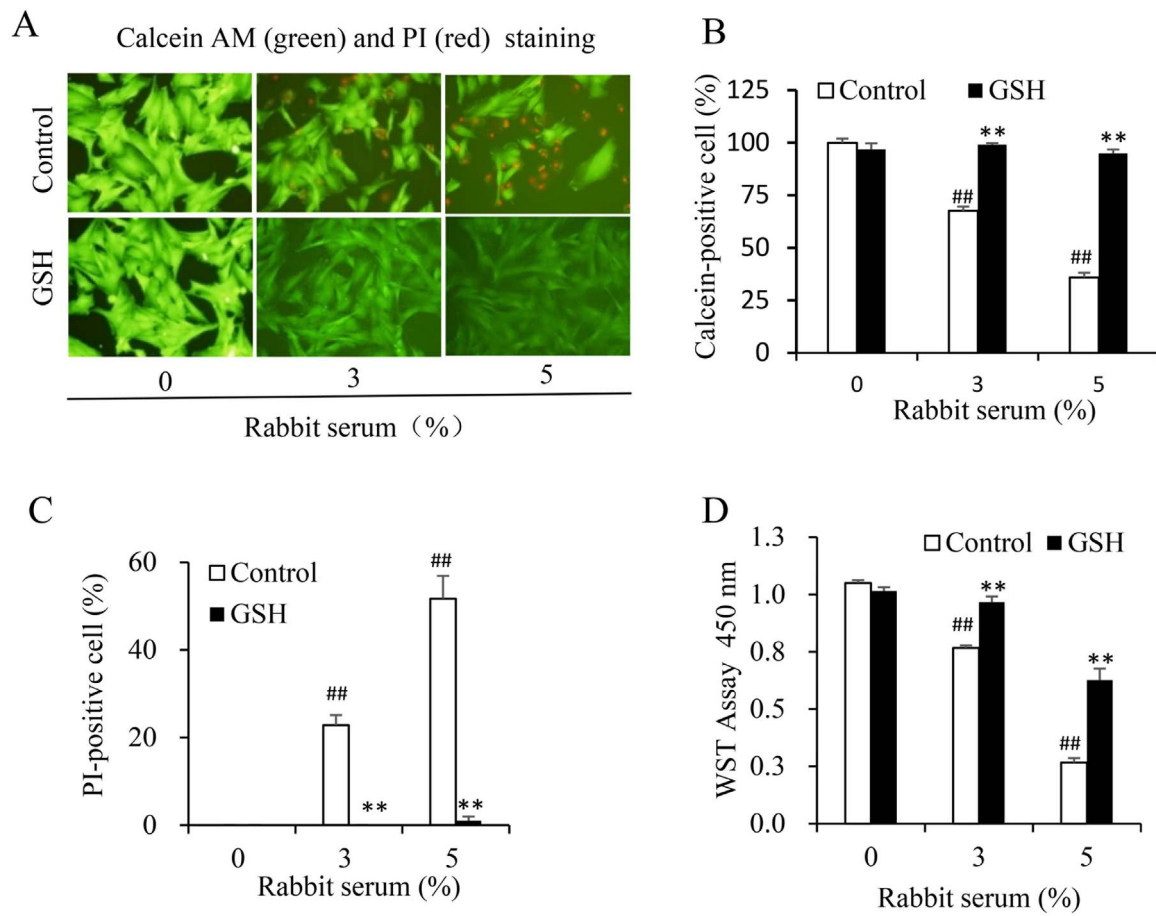 A
Calcein AM (green) and PI (red) staining
Control
GSH
0 3 5
Rabbit serum（%）
B
Calcein-positive cell (%)
Control GSH
125
100
75
50
25
0
##
**
##
**
0 3 5
Rabbit serum (%)
C
PI-positive cell (%)
Control
GSH
60
40
20
0
##
**
##
**
0 3 5
Rabbit serum (%)
D
WST Assay 450 nm
Control GSH
1.3
1.0
0.8
0.5
0.3
0.0
##
**
##
**
0 3 5
Rabbit serum (%)